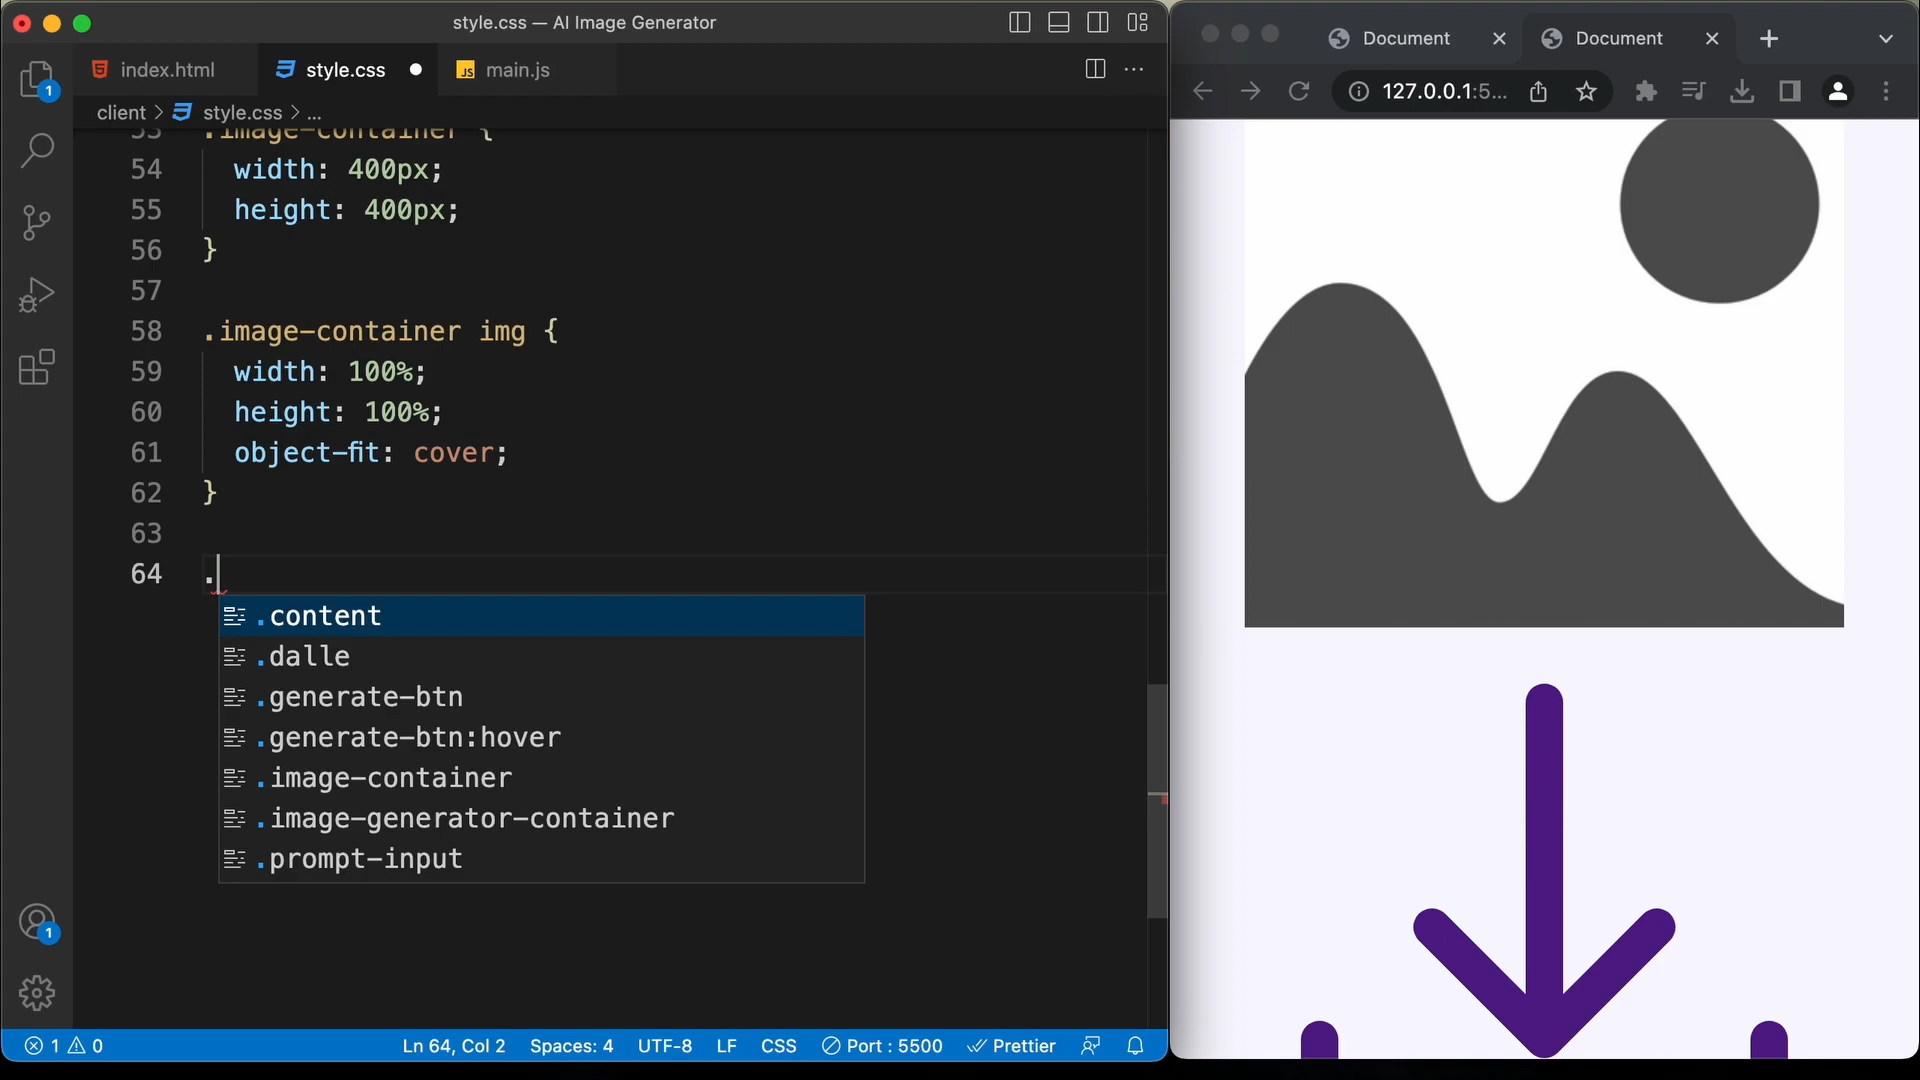 style.css — AI Image Generator
index.html
style.css
main.js
1
client > style.css > ...
53 .image-container {
54 width: 400px;
55 height: 400px;
56 }
57
58 .image-container img {
59 width: 100%;
60 height: 100%;
61 object-fit: cover;
62 }
63
64 .
.content
.dalle
.generate-btn
.generate-btn:hover
.image-container
.image-generator-container
.prompt-input
1
1 0
Ln 64, Col 2
Spaces: 4
UTF-8
LF
CSS
Port : 5500
Prettier
Document
Document
127.0.0.1:5...